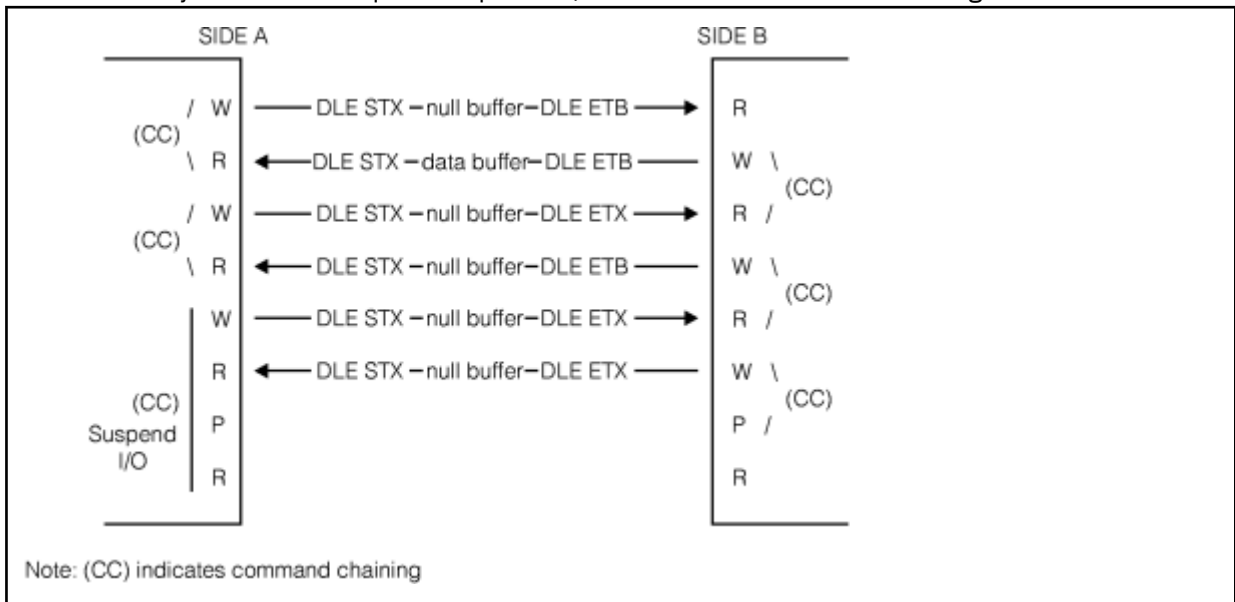 SIDE A SIDE B
/ W DLE STX – null buffer – DLE ETB R
(CC)
\ R DLE STX – data buffer – DLE ETB W \
(CC)
/ W DLE STX – null buffer – DLE ETX R /
(CC)
\ R DLE STX – null buffer – DLE ETB W \
(CC)
W DLE STX – null buffer – DLE ETX R /
R DLE STX – null buffer – DLE ETX W \
(CC) (CC)
P P /
Suspend
I/O
R R
Note: (CC) indicates command chaining